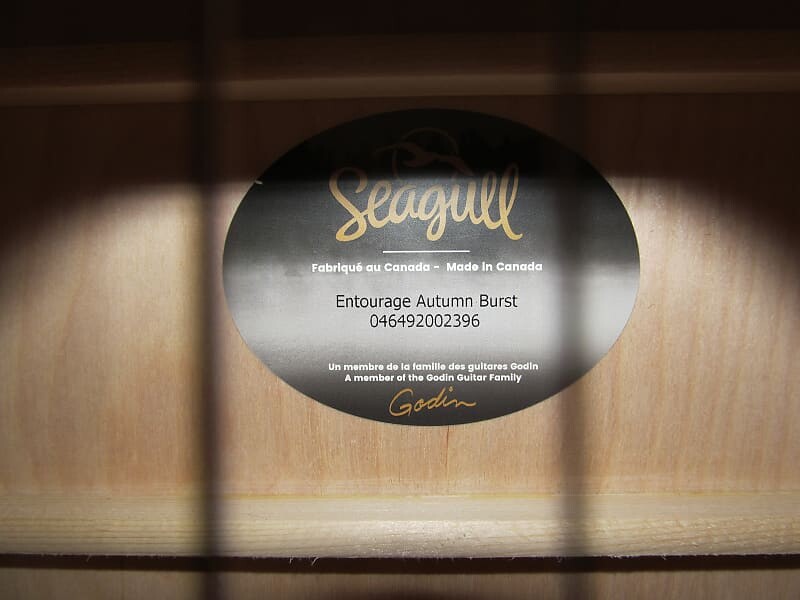 Seagull
Fabriqué au Canada - Made in Canada
Entourage Autumn Burst
046492002396
Un membre de la famille des guitares Godin
A member of the Godin Guitar Family
Godin